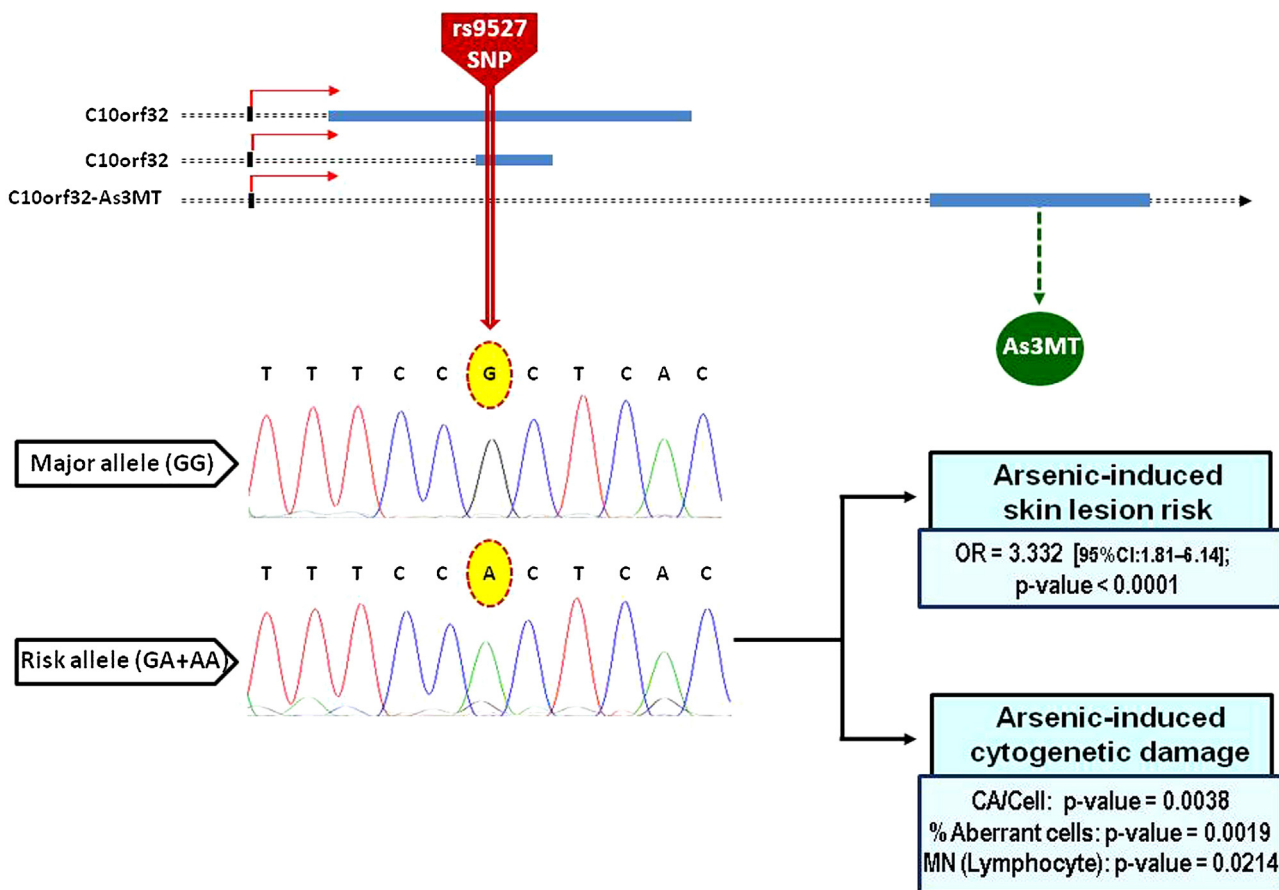 rs9527
SNP
C10orf32
C10orf32
C10orf32-As3MT
As3MT
T T T C C G C T C A C
Major allele (GG)
T T T C C A C T C A C
Risk allele (GA+AA)
Arsenic-induced
skin lesion risk
OR = 3.332 [95%CI:1.81–6.14];
p-value < 0.0001
Arsenic-induced
cytogenetic damage
CA/Cell: p-value = 0.0038
% Aberrant cells: p-value = 0.0019
MN (Lymphocyte): p-value = 0.0214